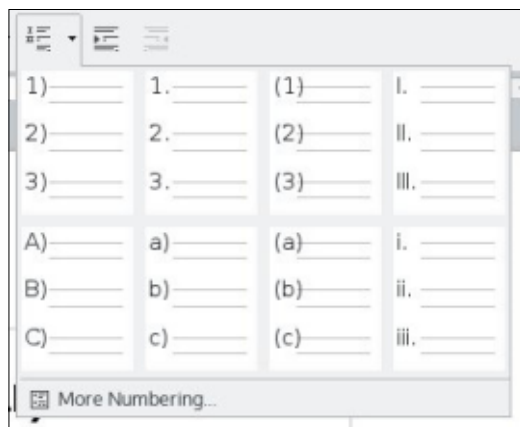 1) 1. (1) I.
2) 2. (2) II.
3) 3. (3) III.
A) a) (a) i.
B) b) (b) ii.
C) c) (c) iii.
More Numbering...